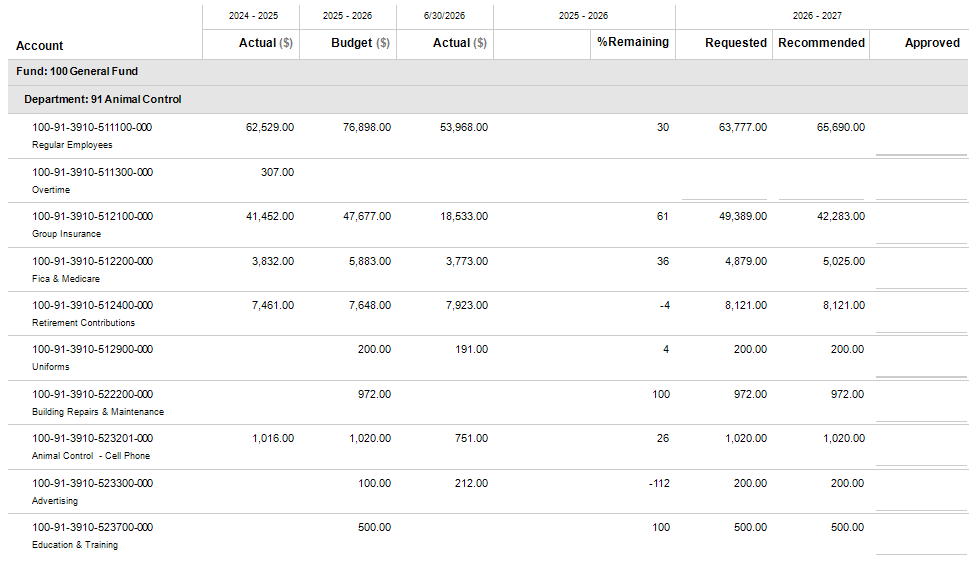 2024 - 2025 2025 - 2026 6/30/2026 2025 - 2026 2026 - 2027
Account Actual ($) Budget ($) Actual ($) %Remaining Requested Recommended Approved
Fund: 100 General Fund
Department: 91 Animal Control
100-91-3910-511100-000 62,529.00 76,898.00 53,968.00 30 63,777.00 65,690.00
Regular Employees
100-91-3910-511300-000 307.00
Overtime
100-91-3910-512100-000 41,452.00 47,677.00 18,533.00 61 49,389.00 42,283.00
Group Insurance
100-91-3910-512200-000 3,832.00 5,883.00 3,773.00 36 4,879.00 5,025.00
Fica & Medicare
100-91-3910-512400-000 7,461.00 7,648.00 7,923.00 -4 8,121.00 8,121.00
Retirement Contributions
100-91-3910-512900-000 200.00 191.00 4 200.00 200.00
Uniforms
100-91-3910-522200-000 972.00 100 972.00 972.00
Building Repairs & Maintenance
100-91-3910-523201-000 1,016.00 1,020.00 751.00 26 1,020.00 1,020.00
Animal Control - Cell Phone
100-91-3910-523300-000 100.00 212.00 -112 200.00 200.00
Advertising
100-91-3910-523700-000 500.00 100 500.00 500.00
Education & Training